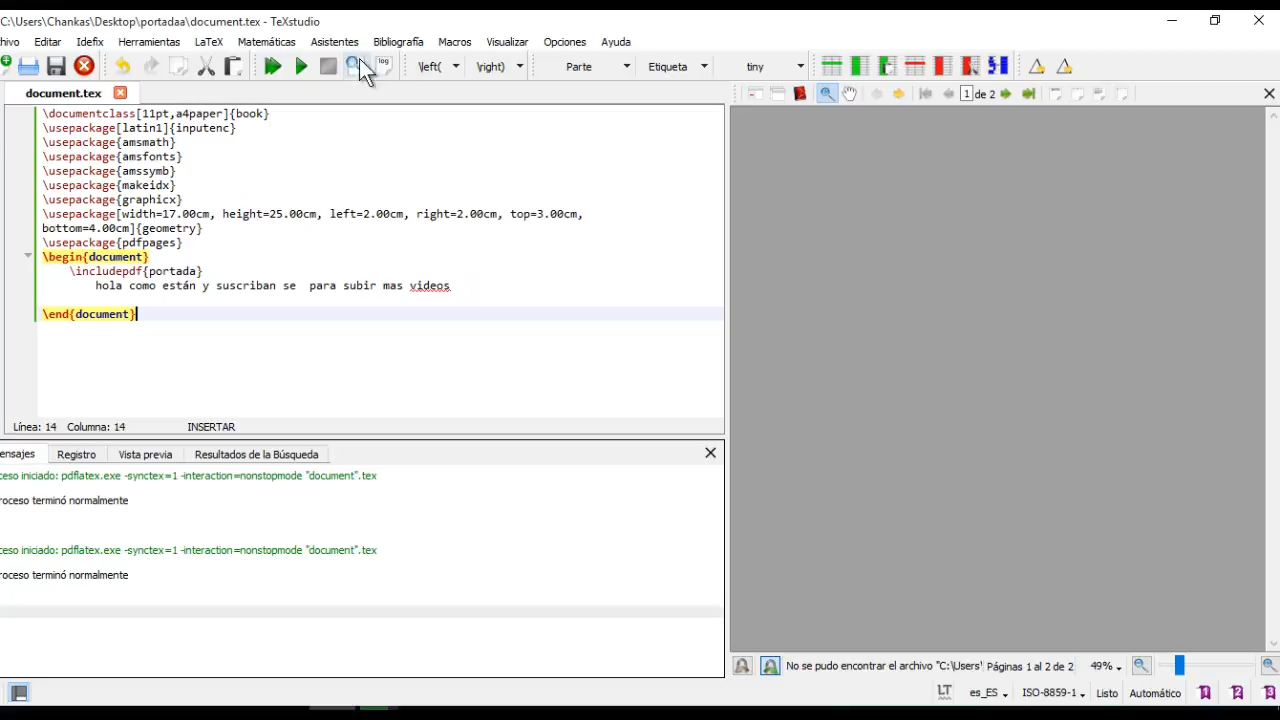 C:\Users\Chankas\Desktop\portadaa\document.tex - TeXstudio
hivo Editar Idefix Herramientas LaTeX Matemáticas Asistentes Bibliografía Macros Visualizar Opciones Ayuda
log \left( \right) Parte Etiqueta tiny
document.tex
1 de 2
\documentclass[11pt,a4paper]{book}
\usepackage[latin1]{inputenc}
\usepackage{amsmath}
\usepackage{amsfonts}
\usepackage{amssymb}
\usepackage{makeidx}
\usepackage{graphicx}
\usepackage[width=17.00cm, height=25.00cm, left=2.00cm, right=2.00cm, top=3.00cm,
bottom=4.00cm]{geometry}
\usepackage{pdfpages}
\begin{document}
\includepdf{portada}
hola como están y suscriban se  para subir mas videos
\end{document}
Línea: 14 Columna: 14 INSERTAR
ensajes Registro Vista previa Resultados de la Búsqueda
ceso iniciado: pdflatex.exe -synctex=1 -interaction=nonstopmode "document".tex
roceso terminó normalmente
ceso iniciado: pdflatex.exe -synctex=1 -interaction=nonstopmode "document".tex
roceso terminó normalmente
No se pudo encontrar el archivo "C:\Users\ Páginas 1 al 2 de 2 49%
LT es_ES ISO-8859-1 Listo Automático 1 2 3